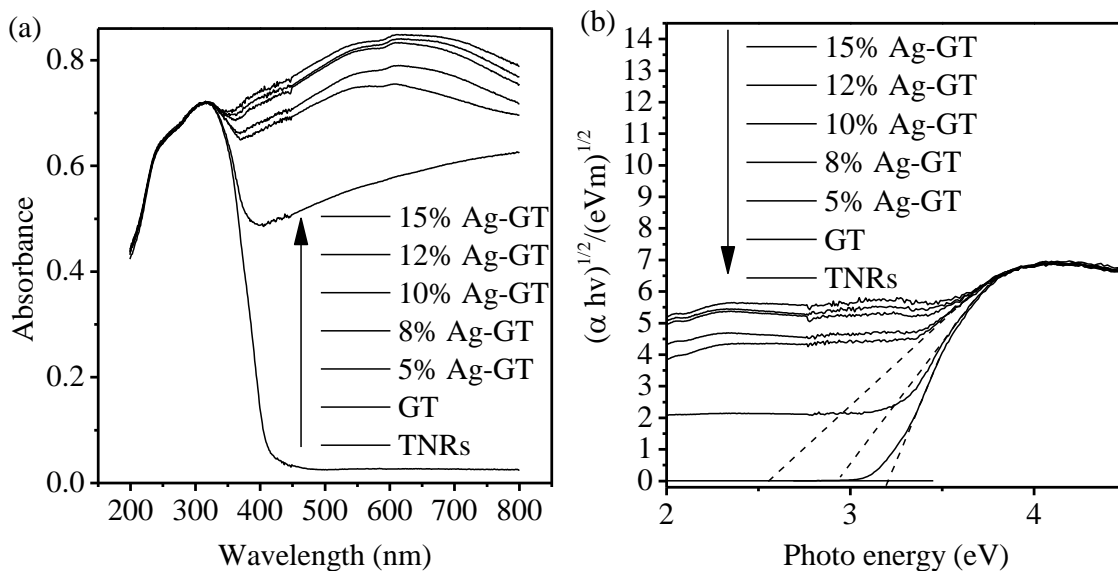 (a)
0.8
0.6
0.4
0.2
0.0
Absorbance
15% Ag-GT
12% Ag-GT
10% Ag-GT
8% Ag-GT
5% Ag-GT
GT
TNRs
200 300 400 500 600 700 800
Wavelength (nm)
(b)
14
13
12
11
10
9
8
7
6
5
4
3
2
1
0
(α hv)^1/2/(eVm)^1/2
15% Ag-GT
12% Ag-GT
10% Ag-GT
8% Ag-GT
5% Ag-GT
GT
TNRs
2 3 4
Photo energy (eV)